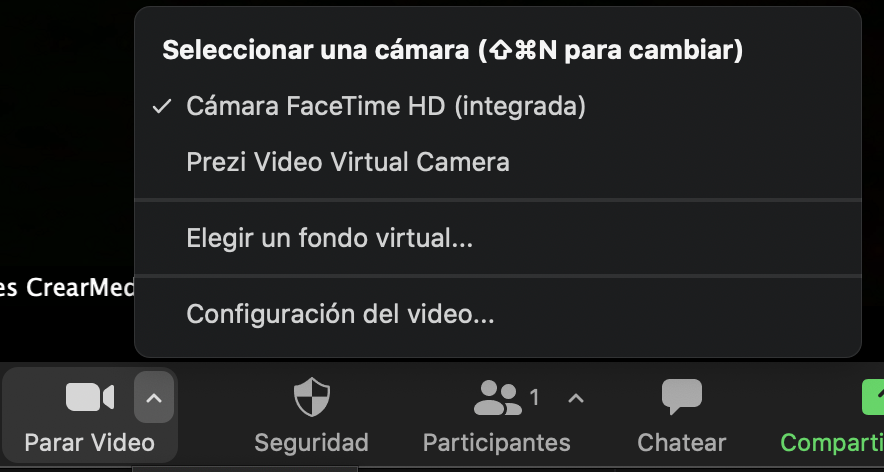 Seleccionar una cámara (⇧⌘N para cambiar)
✓ Cámara FaceTime HD (integrada)
Prezi Video Virtual Camera
Elegir un fondo virtual...
es CrearMed
Configuración del video...
1
Parar Video Seguridad Participantes Chatear Comparti